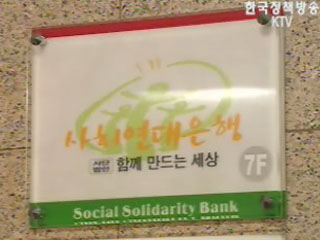 한국정책방송
KTV
사회연대은행
사단법인 함께 만드는 세상
7F
Social Solidarity Bank